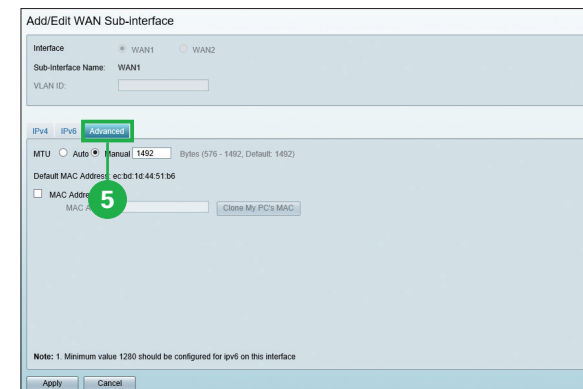 Add/Edit WAN Sub-interface
Interface WAN1 WAN2
Sub-Interface Name: WAN1
VLAN ID:
IPv4 IPv6 Advanced
MTU Auto Manual 1492 Bytes (576 - 1492, Default: 1492)
Default MAC Address: ec:bd:1d:44:51:b6
MAC
5
MAC Clone My PC's MAC
Note: 1. Minimum value 1280 should be configured for ipv6 on this interface
Apply Cancel